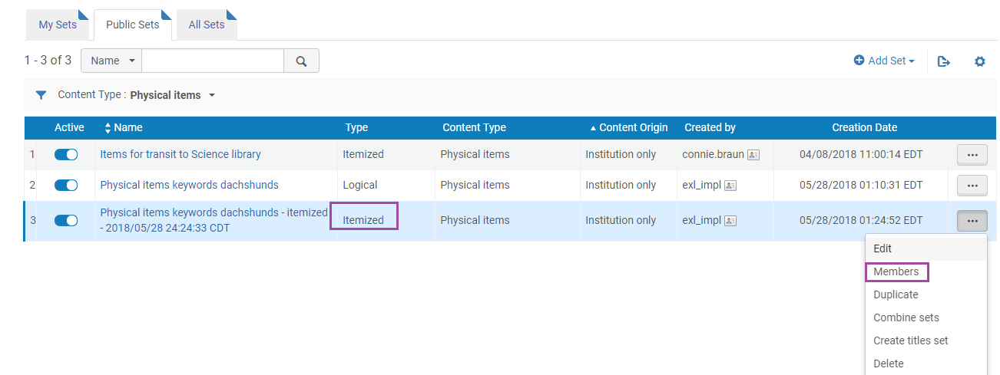 My Sets Public Sets All Sets
1 - 3 of 3 Name Add Set
Content Type : Physical items
Active Name Type Content Type Content Origin Created by Creation Date
1 Items for transit to Science library Itemized Physical items Institution only connie.braun 04/08/2018 11:00:14 EDT
2 Physical items keywords dachshunds Logical Physical items Institution only exl_impl 05/28/2018 01:10:31 EDT
3 Physical items keywords dachshunds - itemized - 2018/05/28 24:24:33 CDT Itemized Physical items Institution only exl_impl 05/28/2018 01:24:52 EDT
Edit
Members
Duplicate
Combine sets
Create titles set
Delete